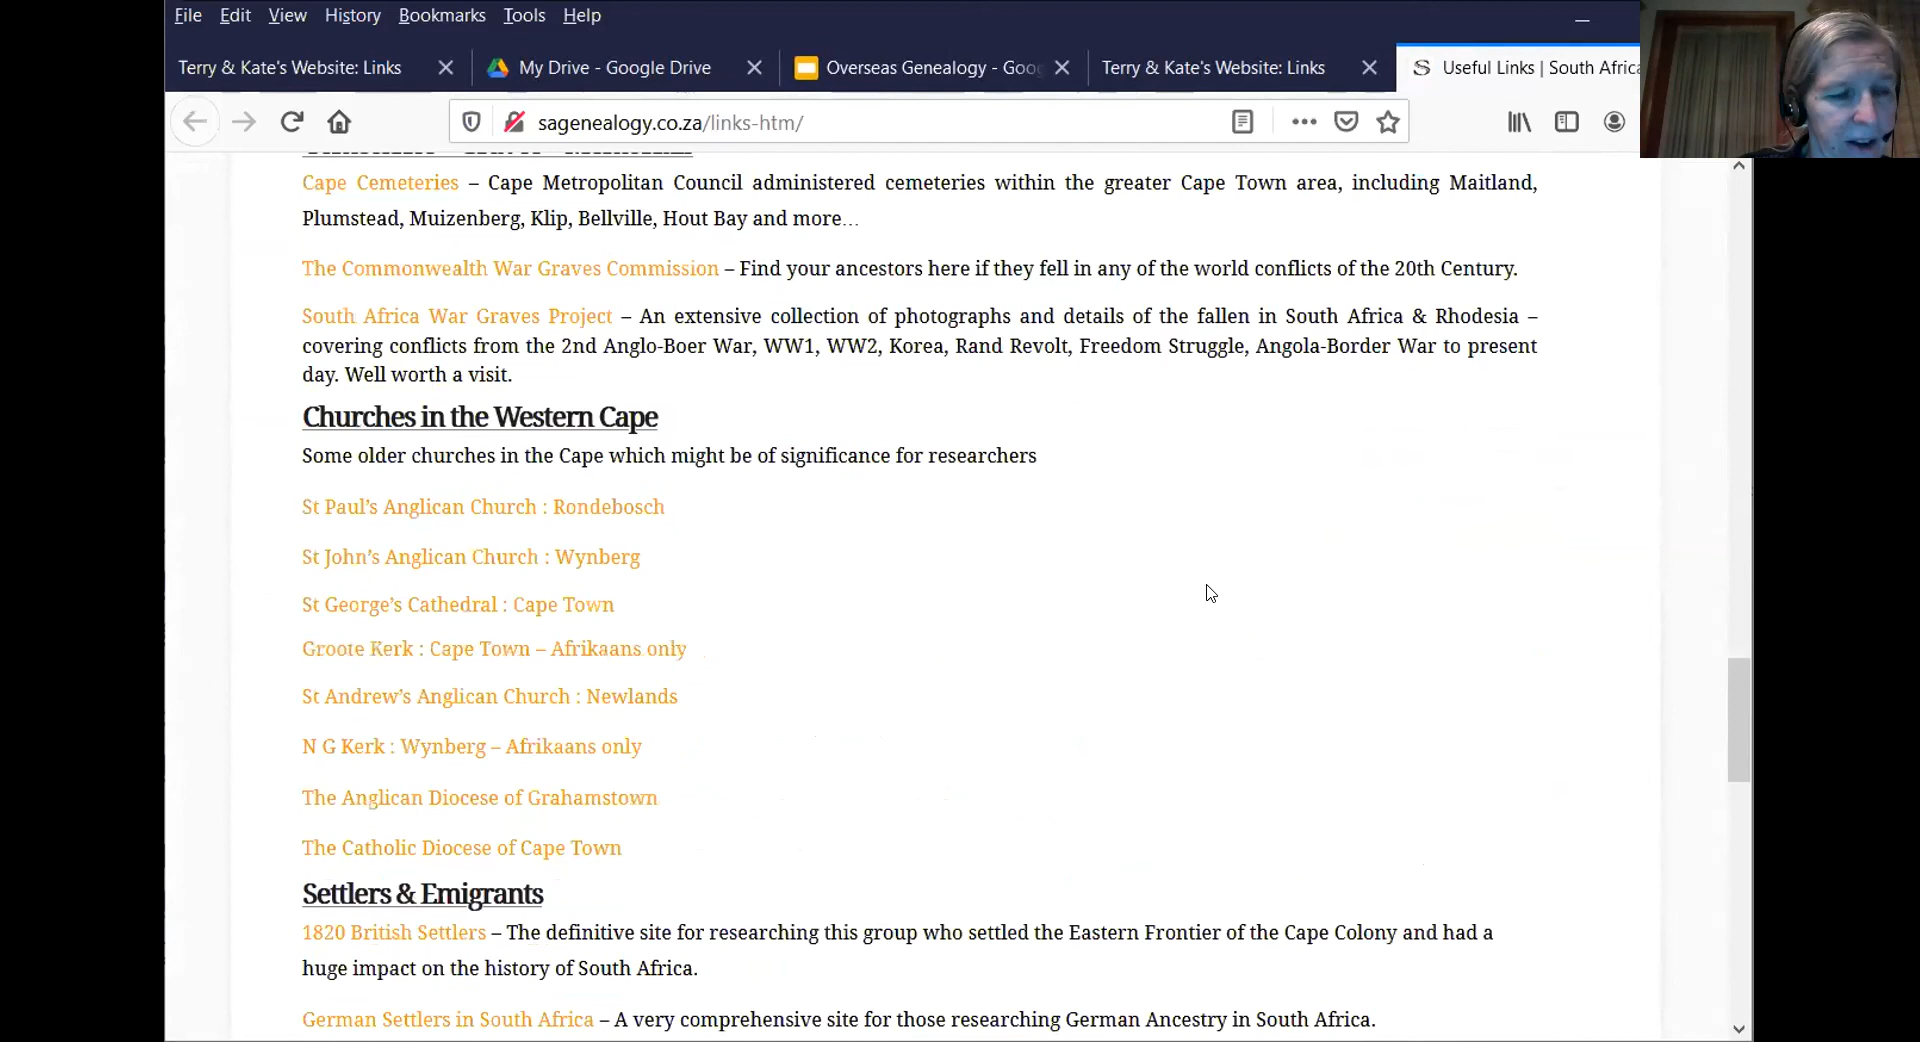 File Edit View History Bookmarks Tools Help
Terry & Kate's Website: Links My Drive - Google Drive Overseas Genealogy - Goo Terry & Kate's Website: Links Useful Links | South Africa
sagenealogy.co.za/links-htm/
Cape Cemeteries – Cape Metropolitan Council administered cemeteries within the greater Cape Town area, including Maitland,
Plumstead, Muizenberg, Klip, Bellville, Hout Bay and more…
The Commonwealth War Graves Commission – Find your ancestors here if they fell in any of the world conflicts of the 20th Century.
South Africa War Graves Project – An extensive collection of photographs and details of the fallen in South Africa & Rhodesia –
covering conflicts from the 2nd Anglo-Boer War, WW1, WW2, Korea, Rand Revolt, Freedom Struggle, Angola-Border War to present
day. Well worth a visit.
Churches in the Western Cape
Some older churches in the Cape which might be of significance for researchers
St Paul’s Anglican Church : Rondebosch
St John’s Anglican Church : Wynberg
St George’s Cathedral : Cape Town
Groote Kerk : Cape Town – Afrikaans only
St Andrew’s Anglican Church : Newlands
N G Kerk : Wynberg – Afrikaans only
The Anglican Diocese of Grahamstown
The Catholic Diocese of Cape Town
Settlers & Emigrants
1820 British Settlers – The definitive site for researching this group who settled the Eastern Frontier of the Cape Colony and had a
huge impact on the history of South Africa.
German Settlers in South Africa – A very comprehensive site for those researching German Ancestry in South Africa.